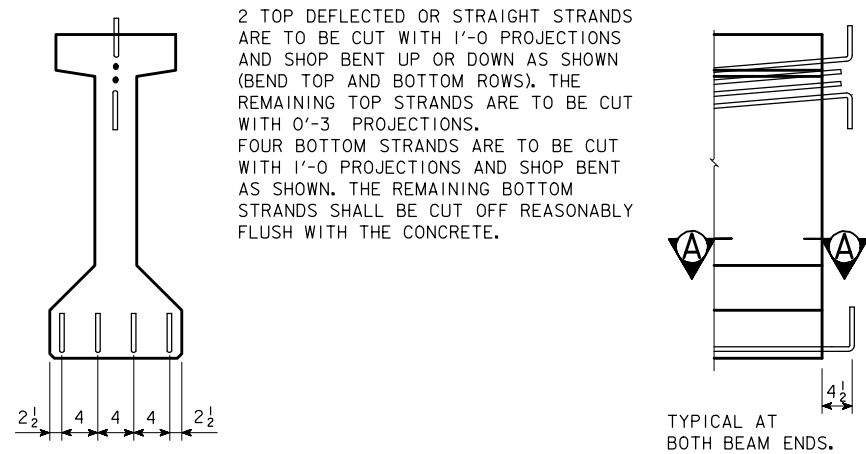 2 TOP DEFLECTED OR STRAIGHT STRANDS
ARE TO BE CUT WITH 1'-0 PROJECTIONS
AND SHOP BENT UP OR DOWN AS SHOWN
(BEND TOP AND BOTTOM ROWS). THE
REMAINING TOP STRANDS ARE TO BE CUT
WITH 0'-3 PROJECTIONS.
FOUR BOTTOM STRANDS ARE TO BE CUT
WITH 1'-0 PROJECTIONS AND SHOP BENT
AS SHOWN. THE REMAINING BOTTOM
STRANDS SHALL BE CUT OFF REASONABLY
FLUSH WITH THE CONCRETE.
A A
2½ 4 4 4 2½
4½
TYPICAL AT
BOTH BEAM ENDS.